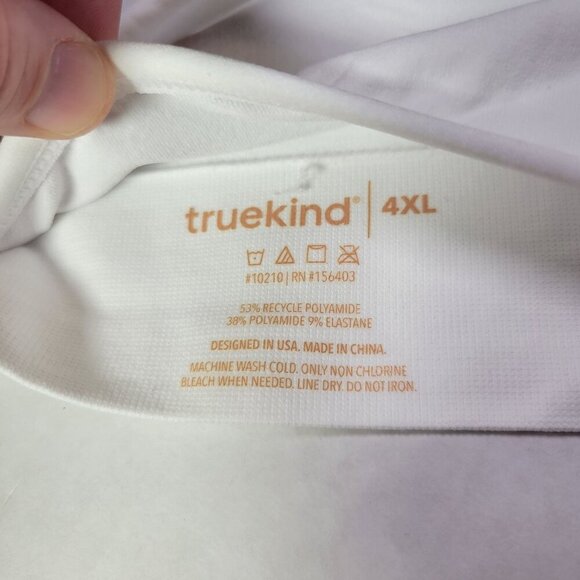 truekind® | 4XL
#10210 | RN #156403
53% RECYCLE POLYAMIDE
38% POLYAMIDE 9% ELASTANE
DESIGNED IN USA. MADE IN CHINA.
MACHINE WASH COLD. ONLY NON CHLORINE
BLEACH WHEN NEEDED. LINE DRY. DO NOT IRON.